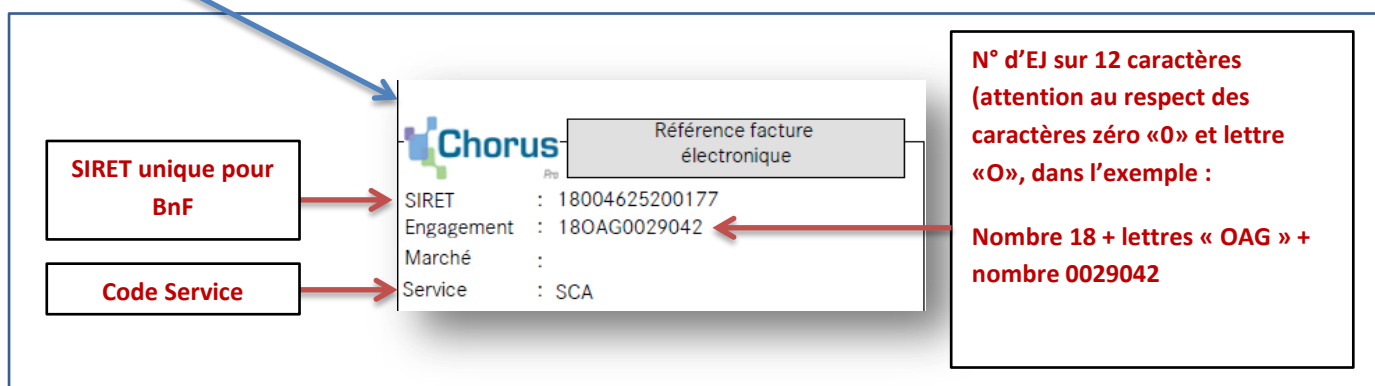 SIRET unique pour
BnF
Code Service
Chorus
Pro
Référence facture
électronique
SIRET : 18004625200177
Engagement : 18OAG0029042
Marché :
Service : SCA
N° d’EJ sur 12 caractères
(attention au respect des
caractères zéro «0» et lettre
«O», dans l’exemple :
Nombre 18 + lettres « OAG » +
nombre 0029042